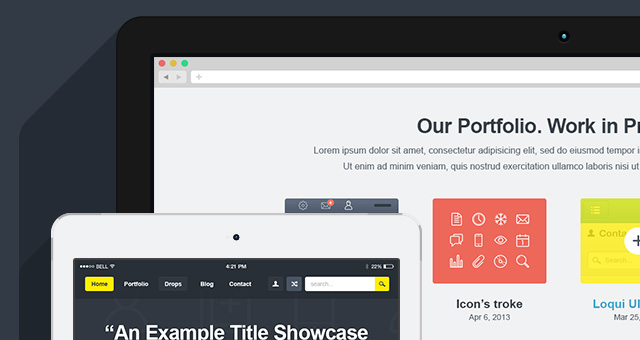 Our Portfolio. Work in Pr
Lorem ipsum dolor sit amet, consectetur adipisicing elit, sed do eiusmod tempor i
Ut enim ad minim veniam, quis nostrud exercitation ullamco laboris nisi ut
Conta
Search...
Icon's troke
Apr 6, 2013
Loqui UI
Mar 25,
BELL 4:21 PM 22%
Home Portfolio Drops Blog Contact search...
“An Example Title Showcase